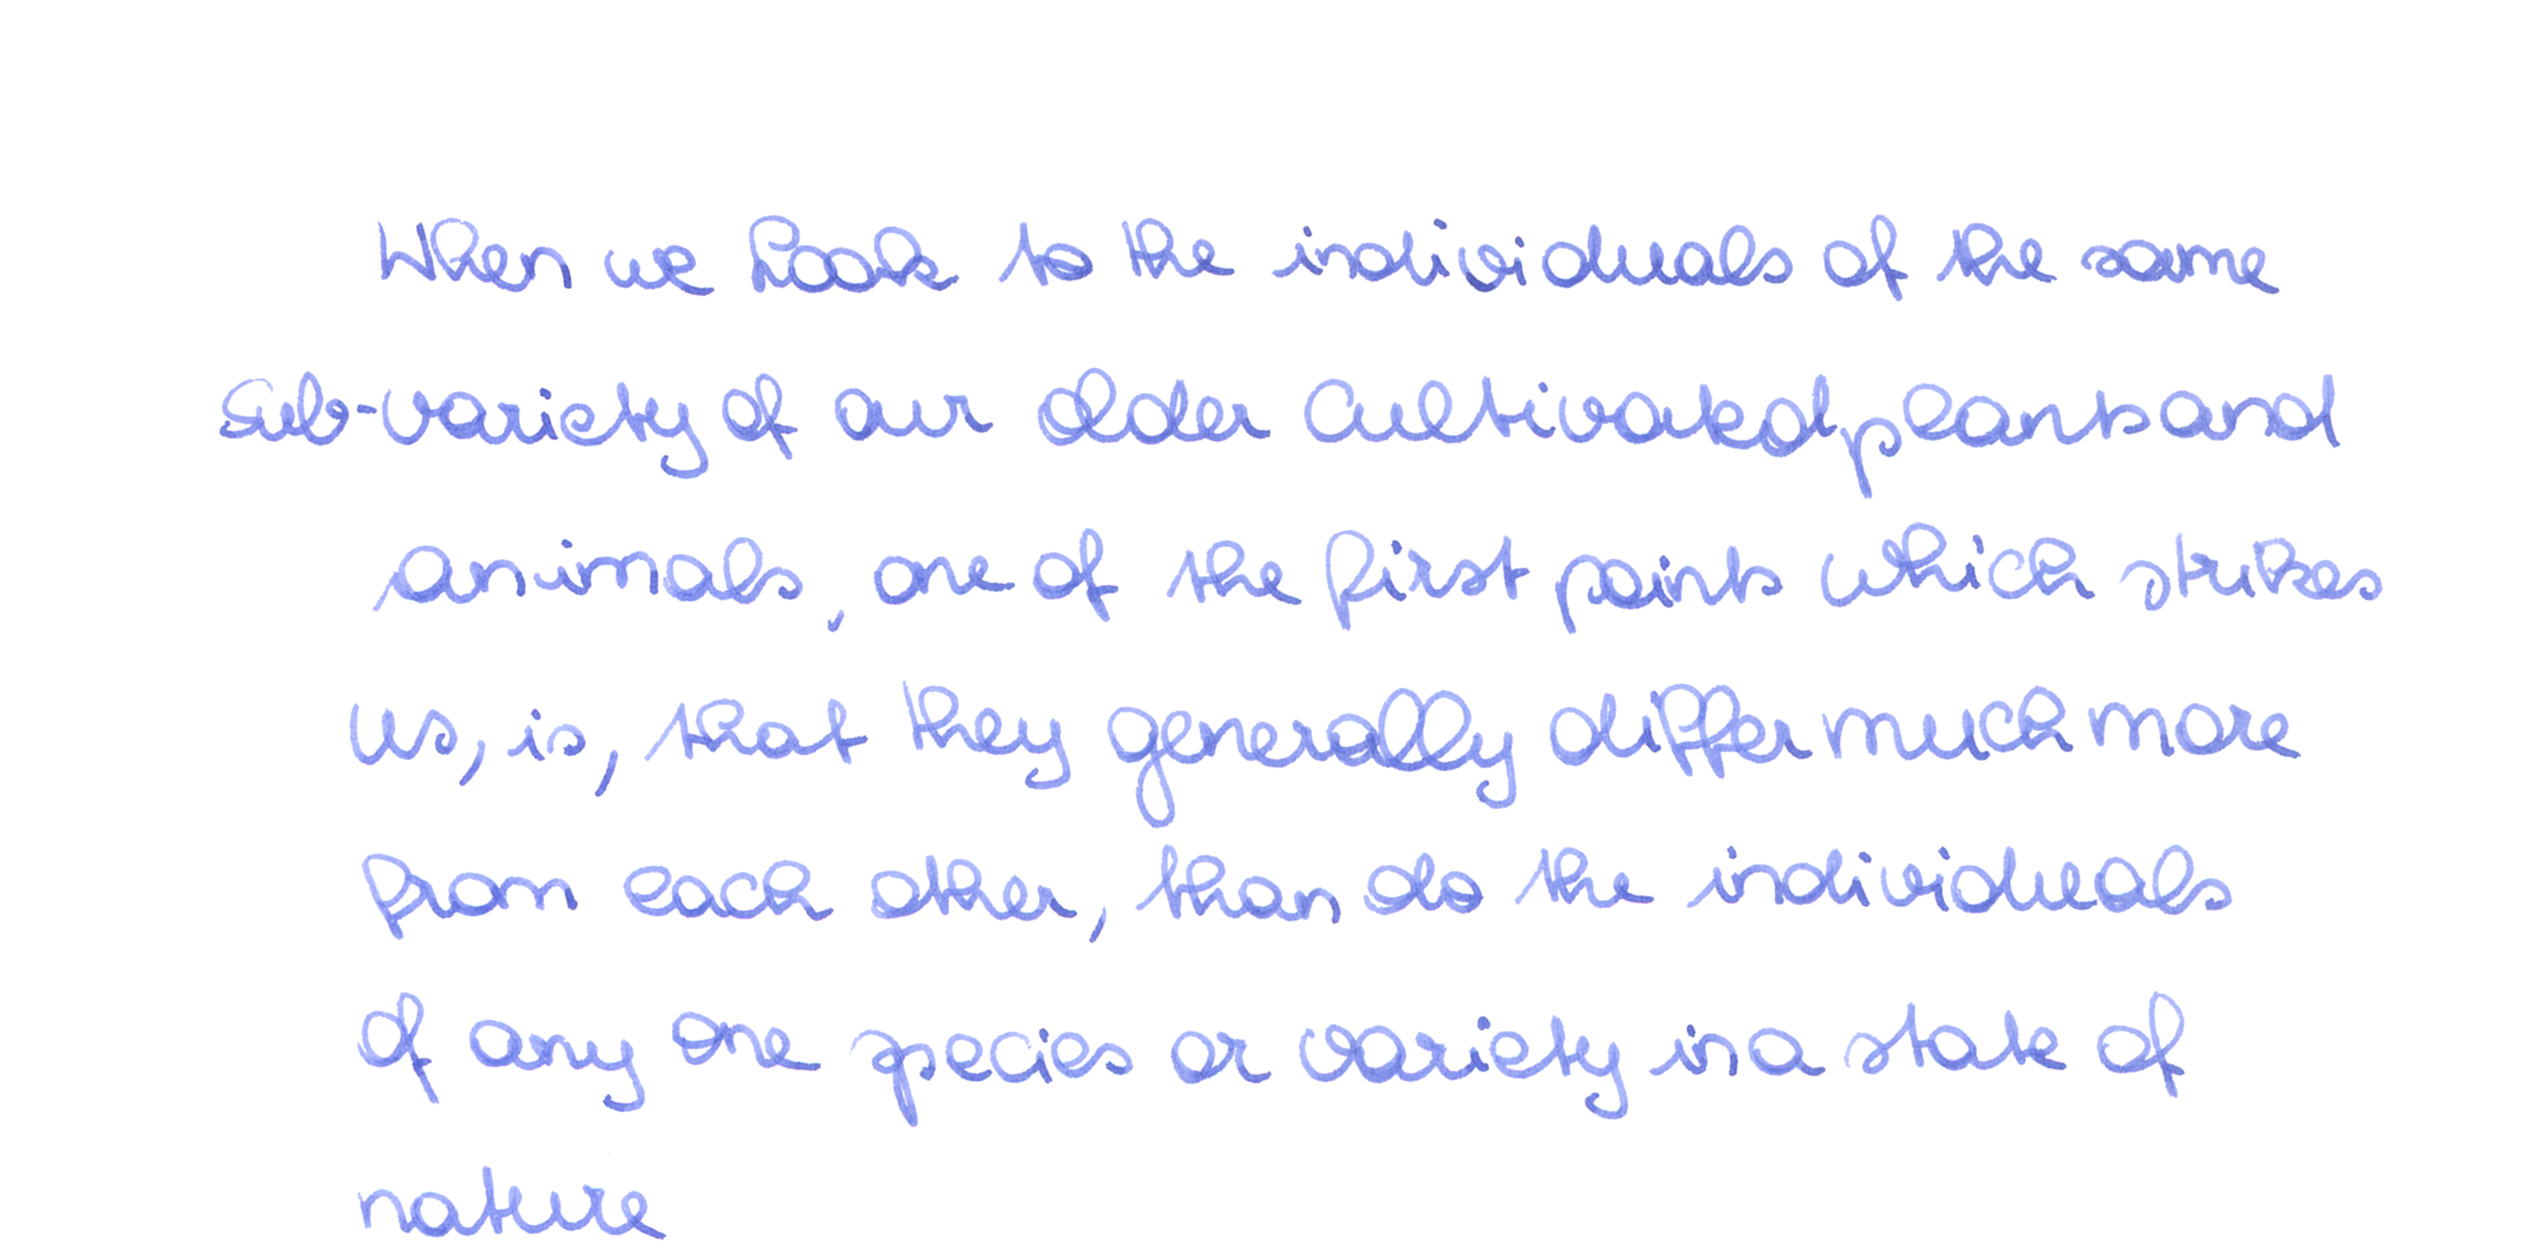 When we look to the individuals of the same
sub-variety of our older cultivated plants and
animals, one of the first points which strikes
us, is, that they generally differ much more
from each other, than do the individuals
of any one species or variety in a state of
nature